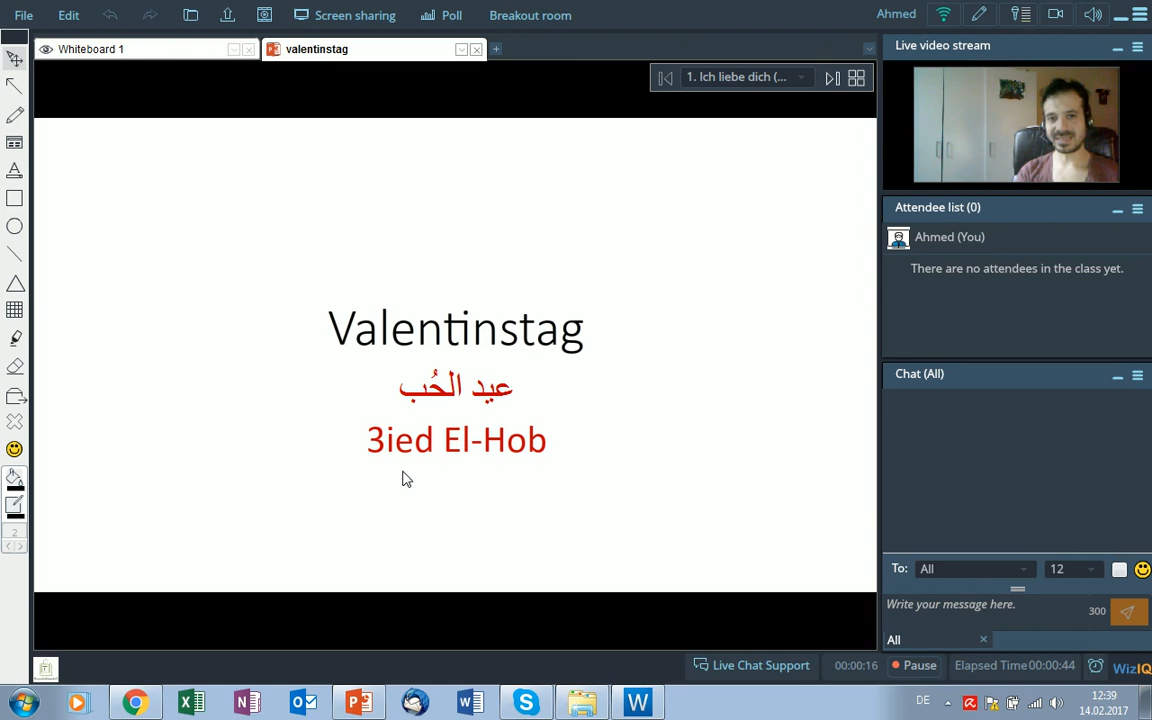 File Edit Screen sharing Poll Breakout room Ahmed
Whiteboard 1
valentinstag
1. Ich liebe dich (...
Live video stream
Valentinstag
عيد الحُب
3ied El-Hob
Attendee list (0)
Ahmed (You)
There are no attendees in the class yet.
Chat (All)
To: All 12
Write your message here. 300
All
2
Live Chat Support 00:00:16 Pause Elapsed Time 00:00:44 WizIQ
DE 12:39
14.02.2017